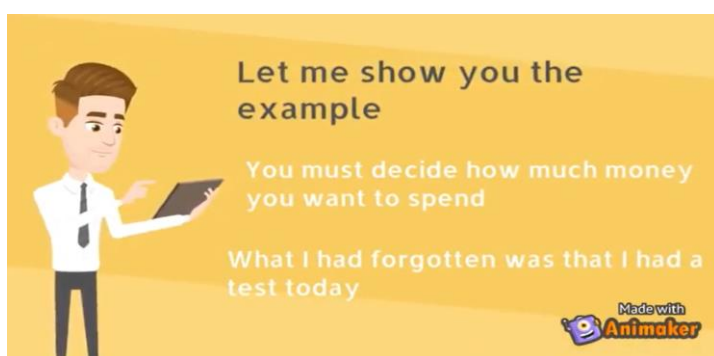 Let me show you the
example
You must decide how much money
you want to spend
What I had forgotten was that I had a
test today
Made with
Animaker